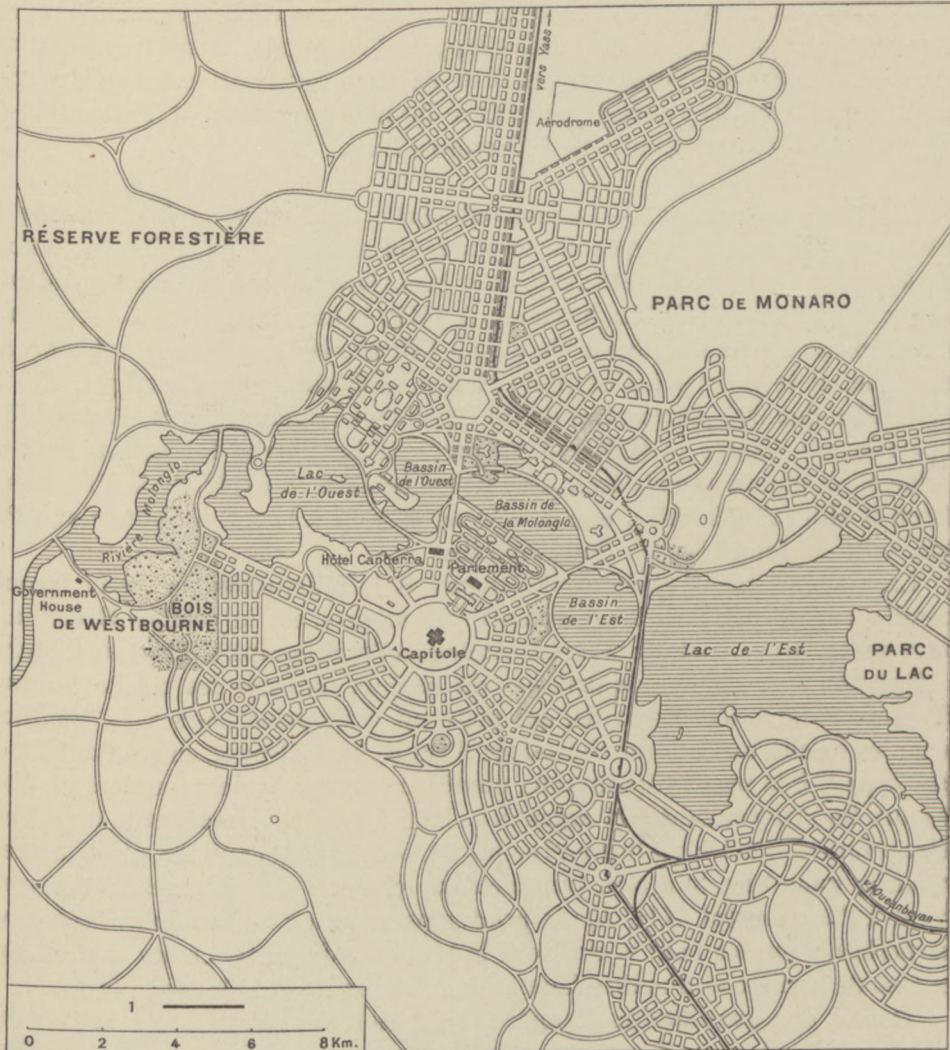 vers Yass
Aérodrome
RÉSERVE FORESTIÈRE
PARC DE MONARO
Rivière Molonglo
Lac
de l'Ouest
Bassin
de l'Ouest
Bassin de
la Molonglo
Hôtel Canberra
Parlement
Government
House
BOIS
DE WESTBOURNE
Bassin
de l'Est
Capitole
Lac de l'Est
PARC
DU LAC
vrs Queanbeyan
1
0 2 4 6 8 Km.